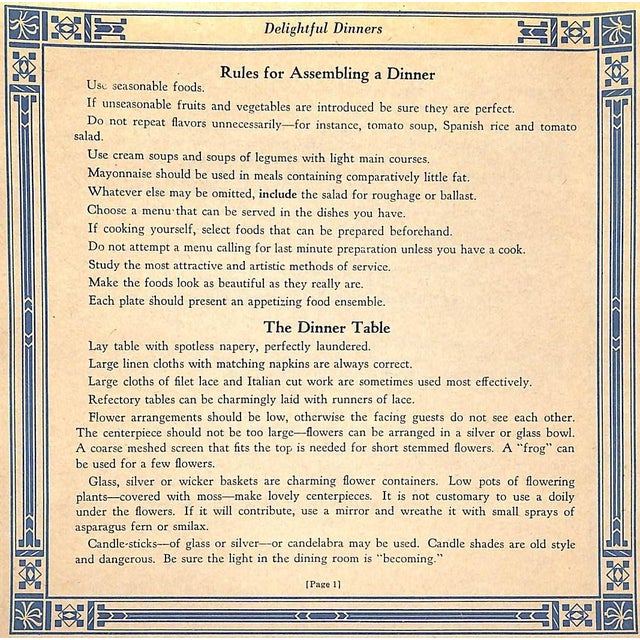 Delightful Dinners
Rules for Assembling a Dinner
Use seasonable foods.
If unseasonable fruits and vegetables are introduced be sure they are perfect.
Do not repeat flavors unnecessarily—for instance, tomato soup, Spanish rice and tomato
salad.
Use cream soups and soups of legumes with light main courses.
Mayonnaise should be used in meals containing comparatively little fat.
Whatever else may be omitted, include the salad for roughage or ballast.
Choose a menu that can be served in the dishes you have.
If cooking yourself, select foods that can be prepared beforehand.
Do not attempt a menu calling for last minute preparation unless you have a cook.
Study the most attractive and artistic methods of service.
Make the foods look as beautiful as they really are.
Each plate should present an appetizing food ensemble.
The Dinner Table
Lay table with spotless napery, perfectly laundered.
Large linen cloths with matching napkins are always correct.
Large cloths of filet lace and Italian cut work are sometimes used most effectively.
Refectory tables can be charmingly laid with runners of lace.
Flower arrangements should be low, otherwise the facing guests do not see each other.
The centerpiece should not be too large—flowers can be arranged in a silver or glass bowl.
A coarse meshed screen that fits the top is needed for short stemmed flowers. A "frog" can
be used for a few flowers.
Glass, silver or wicker baskets are charming flower containers. Low pots of flowering
plants—covered with moss—make lovely centerpieces. It is not customary to use a doily
under the flowers. If it will contribute, use a mirror and wreathe it with small sprays of
asparagus fern or smilax.
Candle-sticks—of glass or silver—or candelabra may be used. Candle shades are old style
and dangerous. Be sure the light in the dining room is "becoming."
[Page 1]